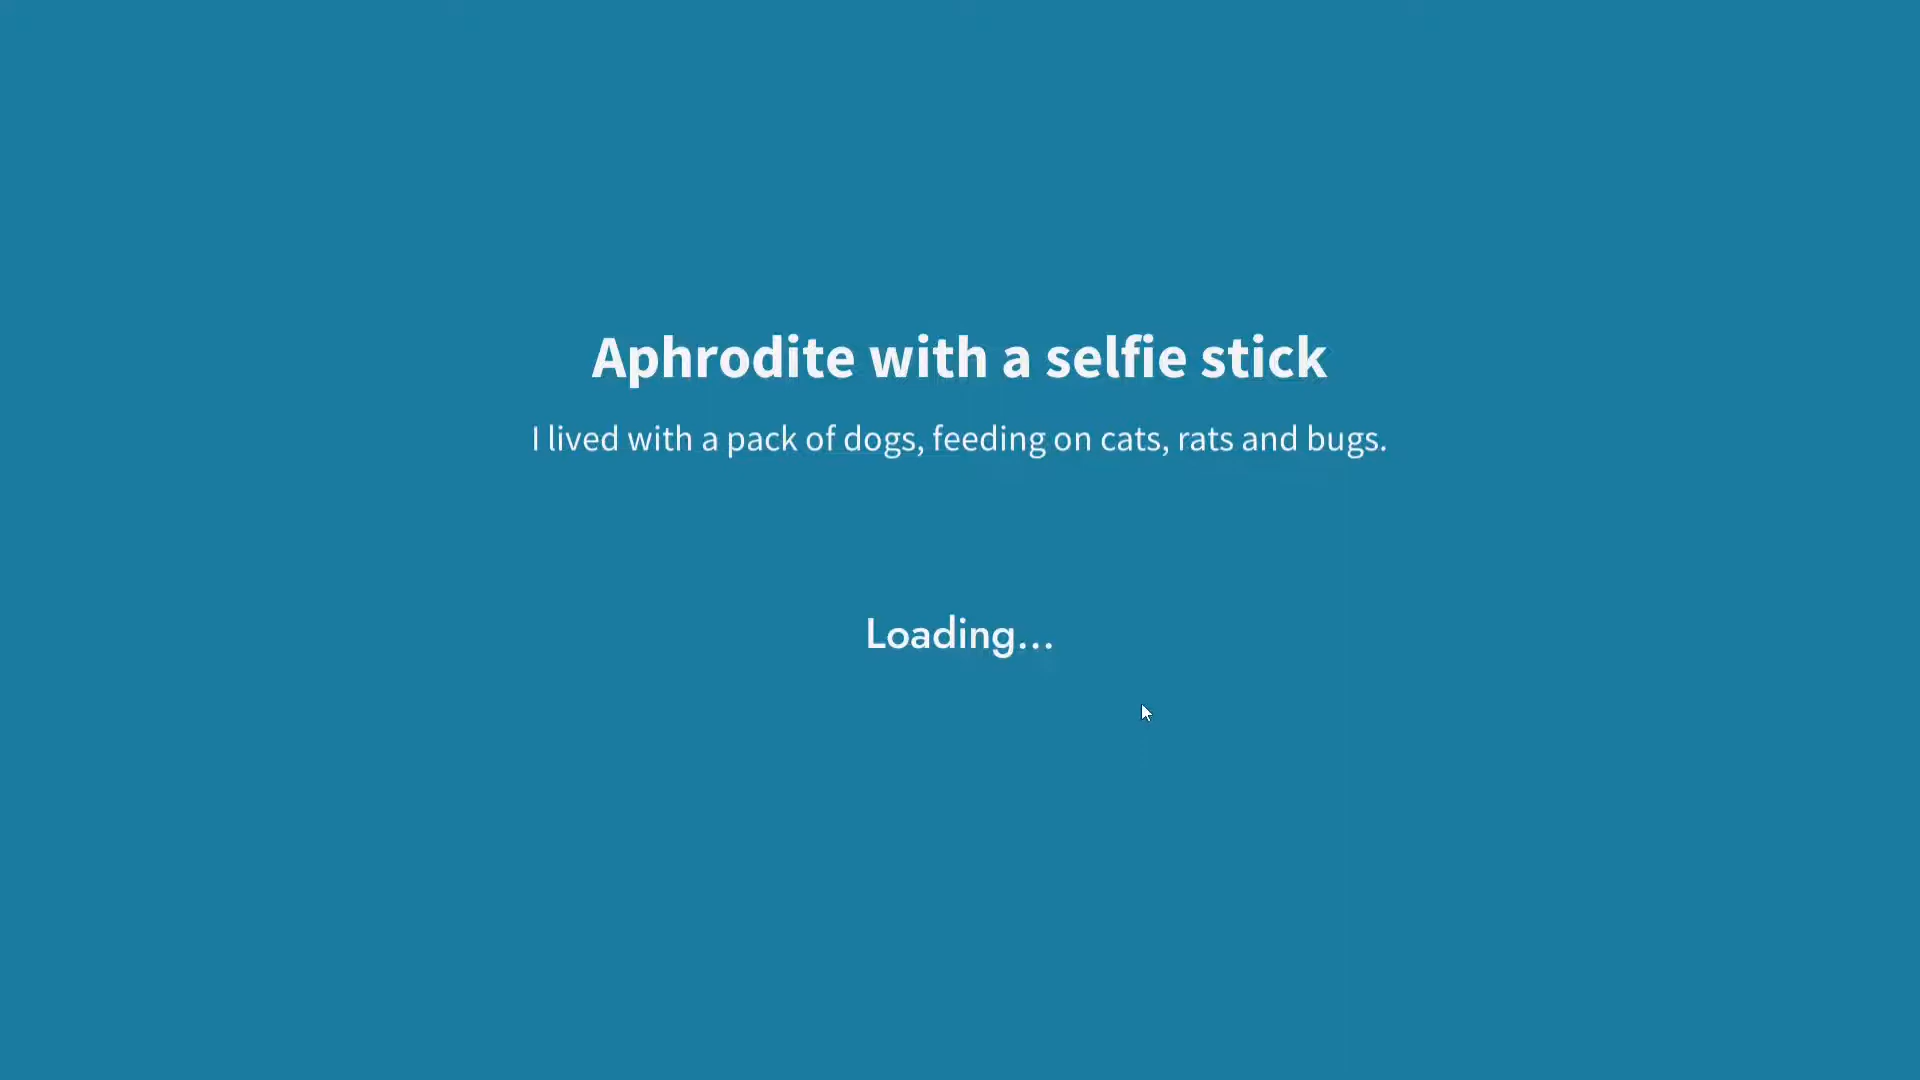 Aphrodite with a selfie stick
I lived with a pack of dogs, feeding on cats, rats and bugs.
Loading...